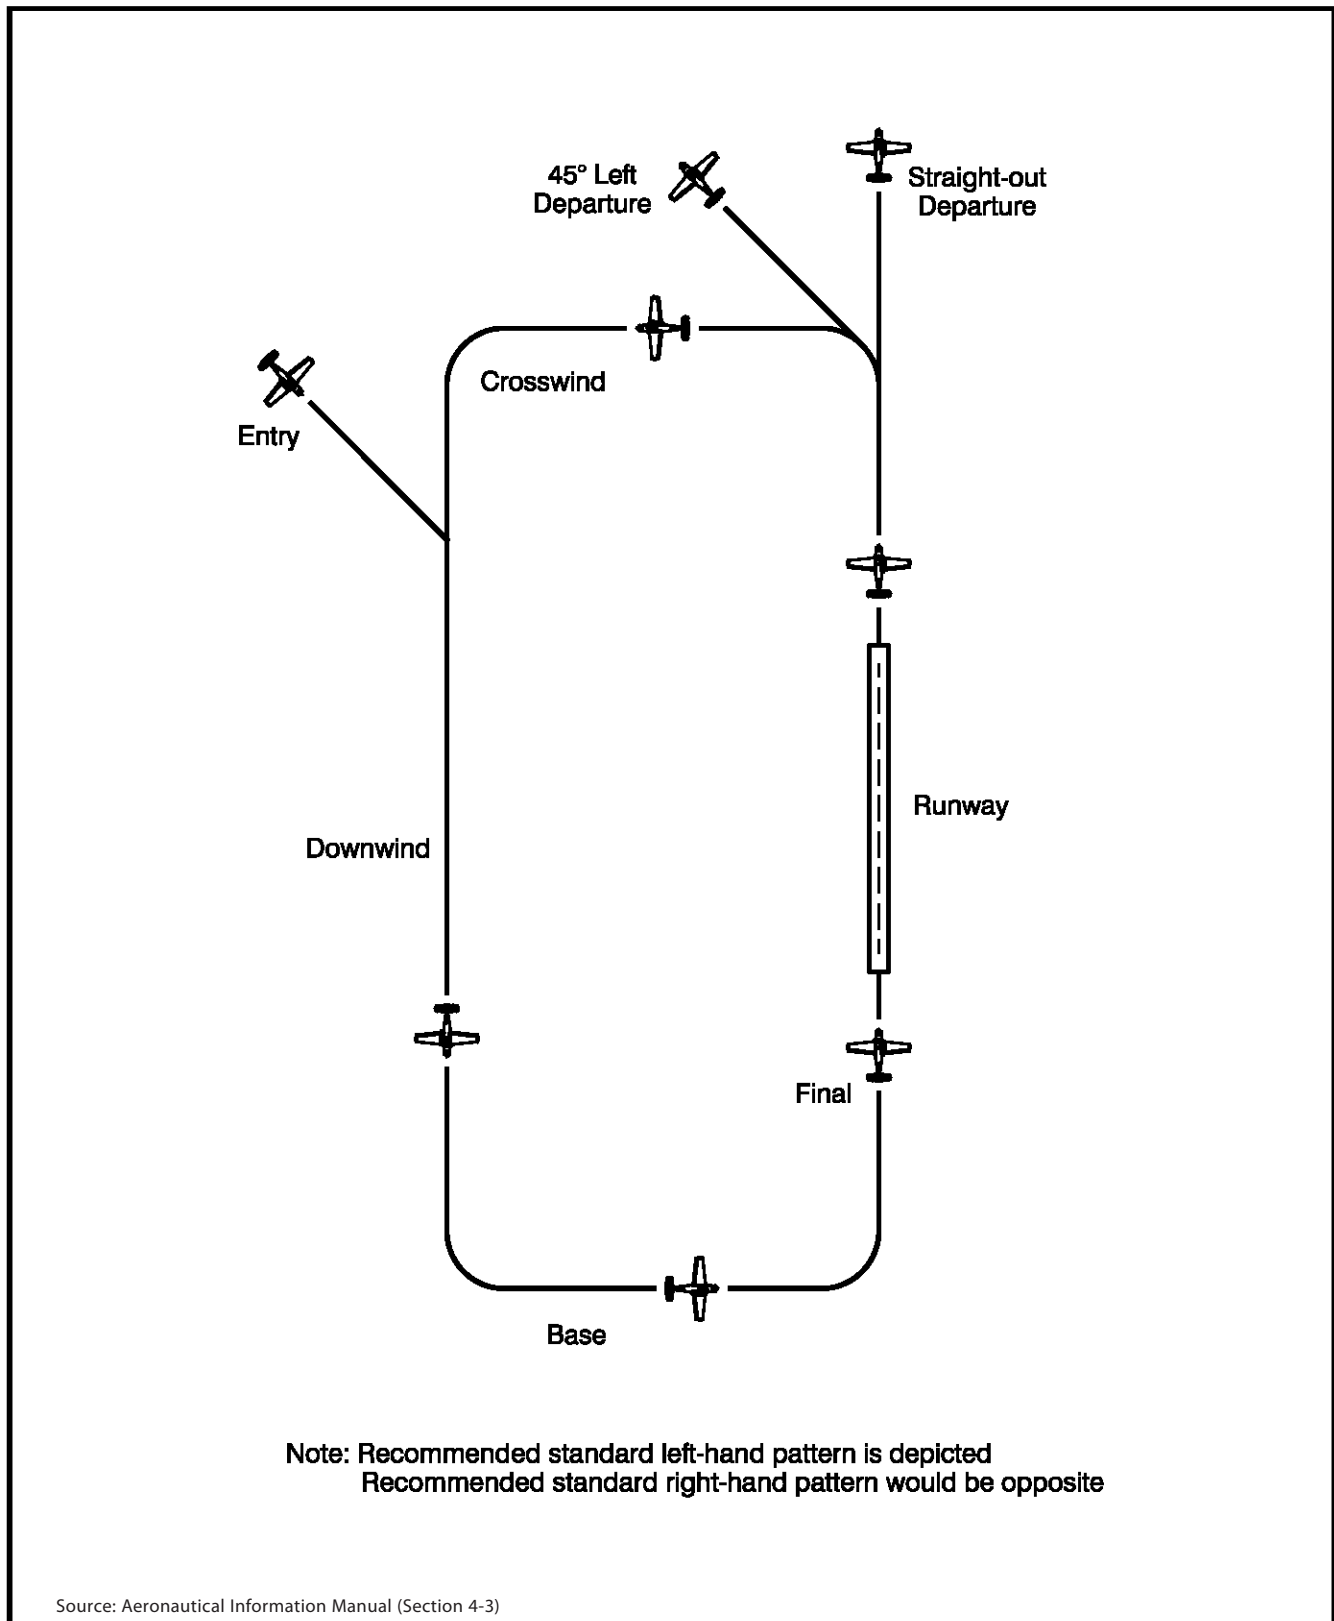 45° Left
Departure
Straight-out
Departure
Crosswind
Entry
Runway
Downwind
Final
Base
Note: Recommended standard left-hand pattern is depicted
Recommended standard right-hand pattern would be opposite
Source: Aeronautical Information Manual (Section 4-3)